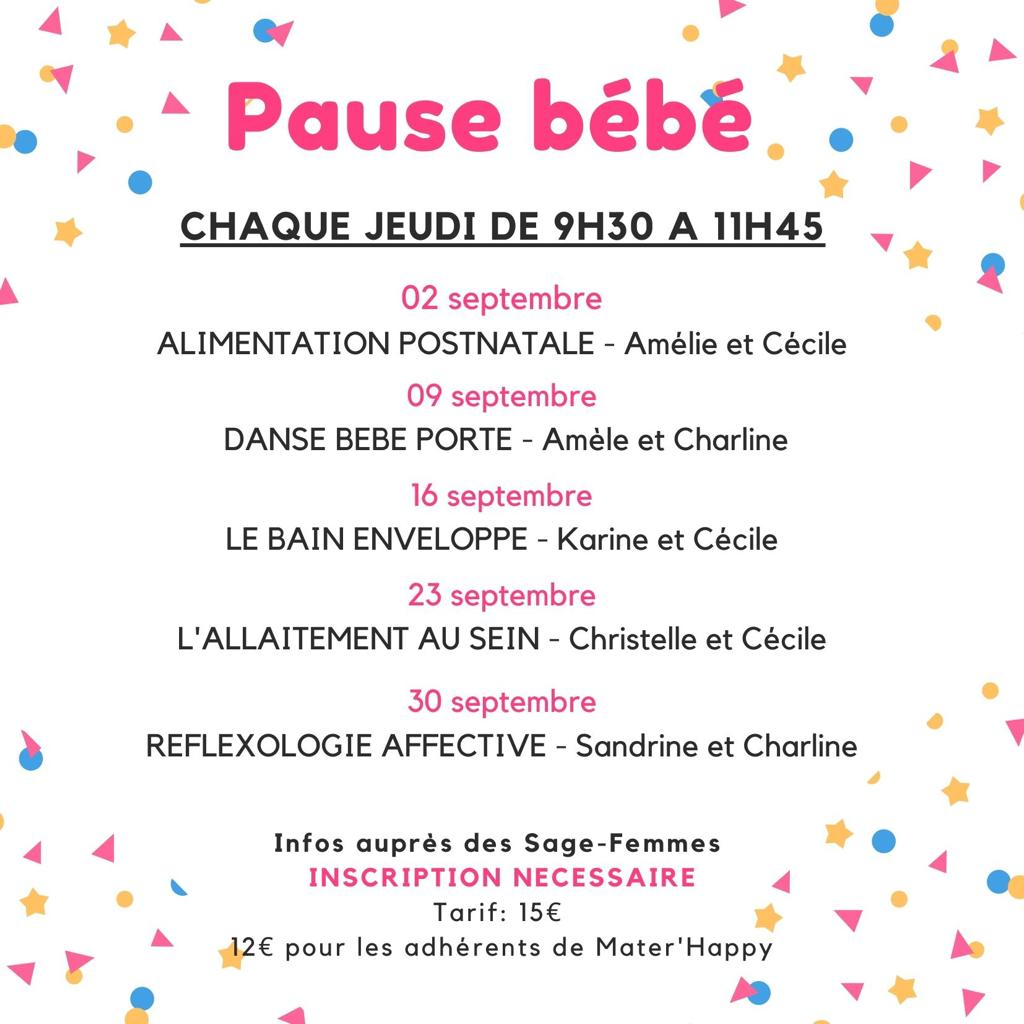 Pause bébé
CHAQUE JEUDI DE 9H30 A 11H45
02 septembre
ALIMENTATION POSTNATALE - Amélie et Cécile
09 septembre
DANSE BEBE PORTE - Amèle et Charline
16 septembre
LE BAIN ENVELOPPE - Karine et Cécile
23 septembre
L'ALLAITEMENT AU SEIN - Christelle et Cécile
30 septembre
REFLEXOLOGIE AFFECTIVE - Sandrine et Charline
Infos auprès des Sage-Femmes
INSCRIPTION NECESSAIRE
Tarif: 15€
12€ pour les adhérents de Mater'Happy